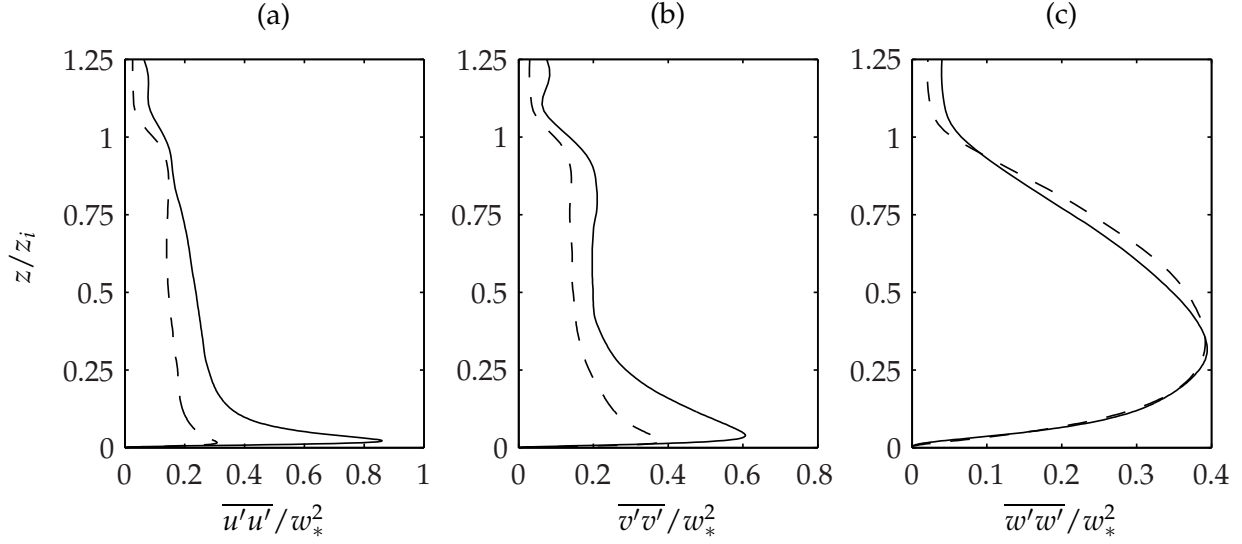 (a) (b) (c)
1.25 1.25 1.25
1 1 1
0.75 0.75 0.75
z/z_i
0.5 0.5 0.5
0.25 0.25 0.25
0 0 0
0 0.2 0.4 0.6 0.8 1 0 0.2 0.4 0.6 0.8 0 0.1 0.2 0.3 0.4
\overline{u'u'}/w_*^2 \overline{v'v'}/w_*^2 \overline{w'w'}/w_*^2